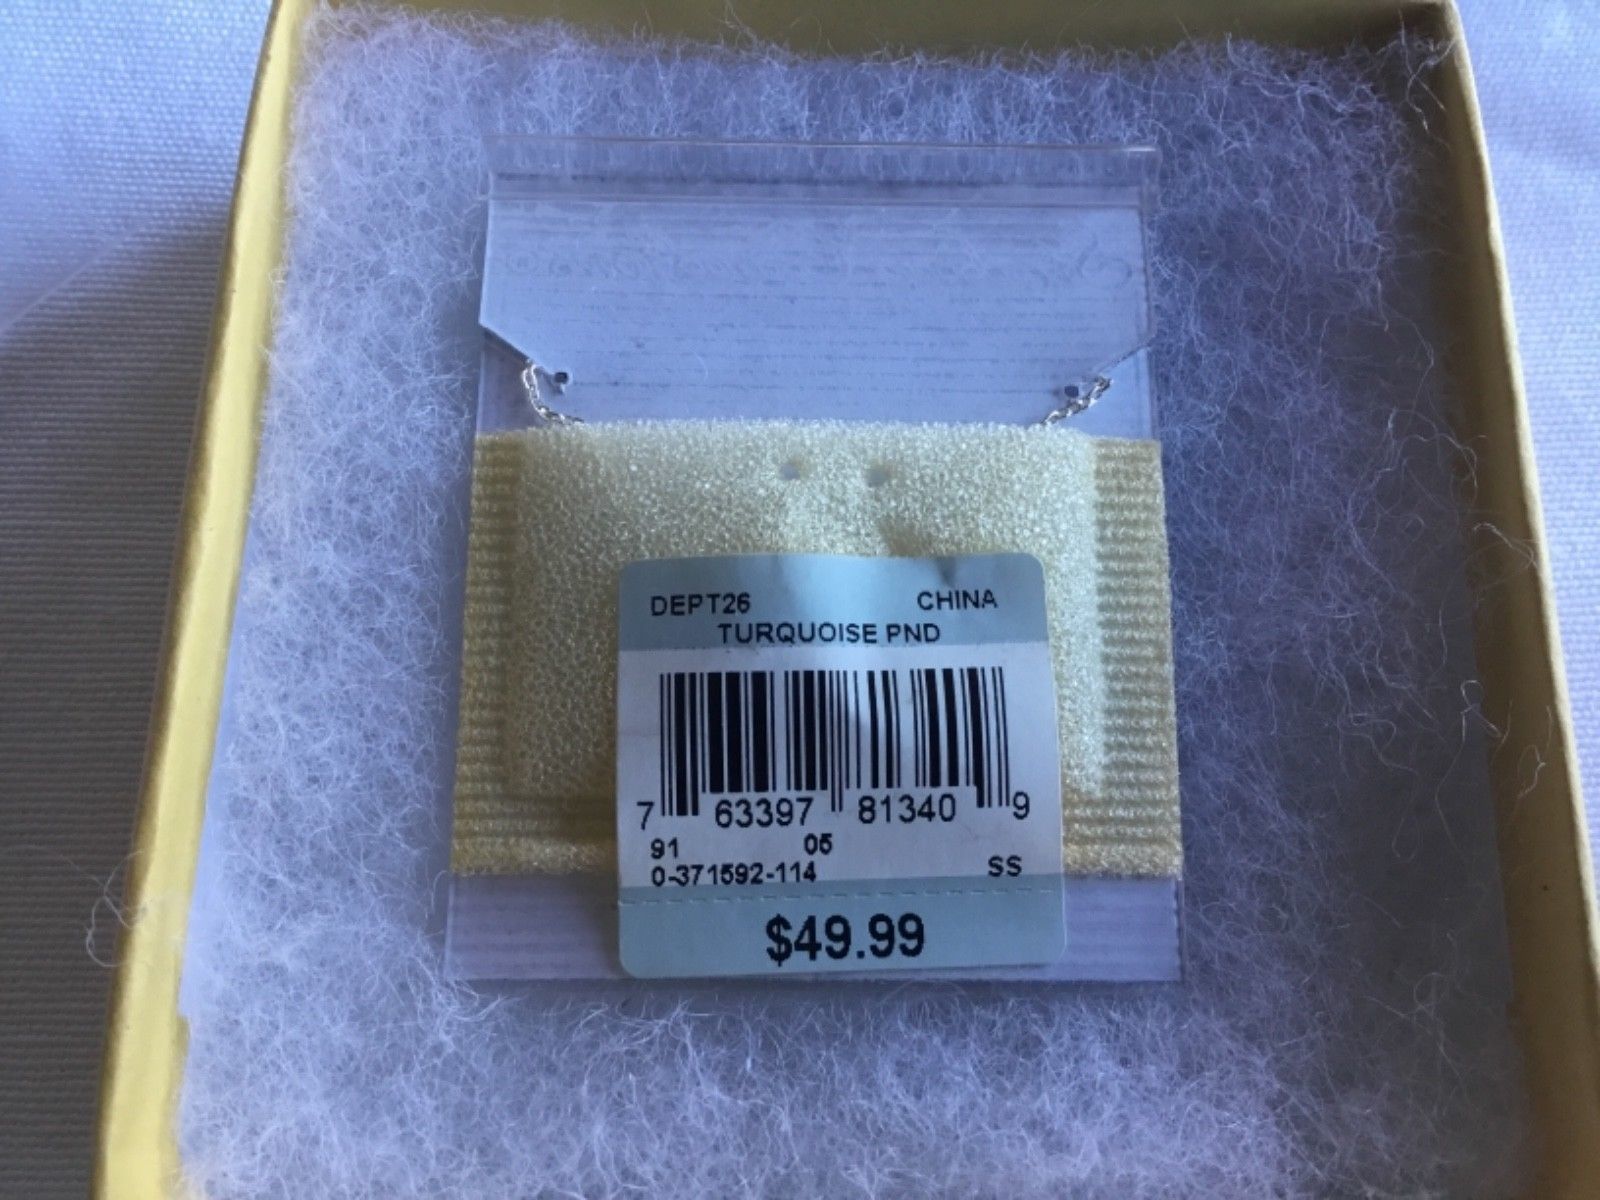 DEPT26 CHINA
TURQUOISE PND
7 63397 81340 9
91 05
0-371592-114 SS
$49.99